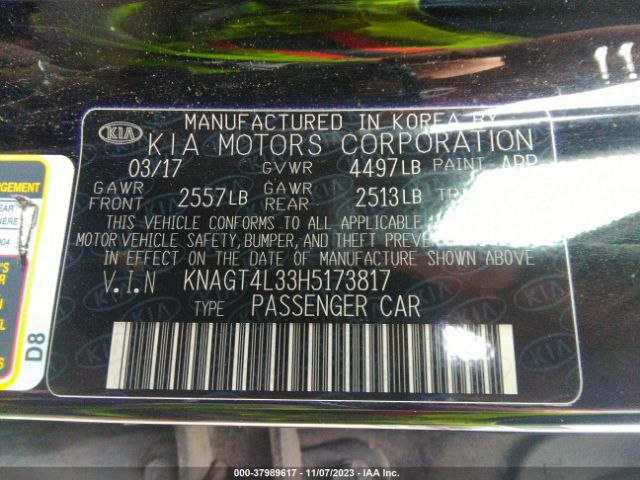 MANUFACTURED IN KOREA BY
KIA KIA MOTORS CORPORATION
03/17 GVWR 4497LB PAINT APP
GAWR FRONT 2557LB GAWR REAR 2513LB
THIS VEHICLE CONFORMS TO ALL APPLICABLE
MOTOR VEHICLE SAFETY, BUMPER, AND THEFT PREVENTION
IN EFFECT ON THE DATE OF MANUFACTURE SHOWN ABOVE
V.I.N KNAGT4L33H5173817
TYPE PASSENGER CAR
D8
000-37989617 - 11/07/2023 - IAA Inc.